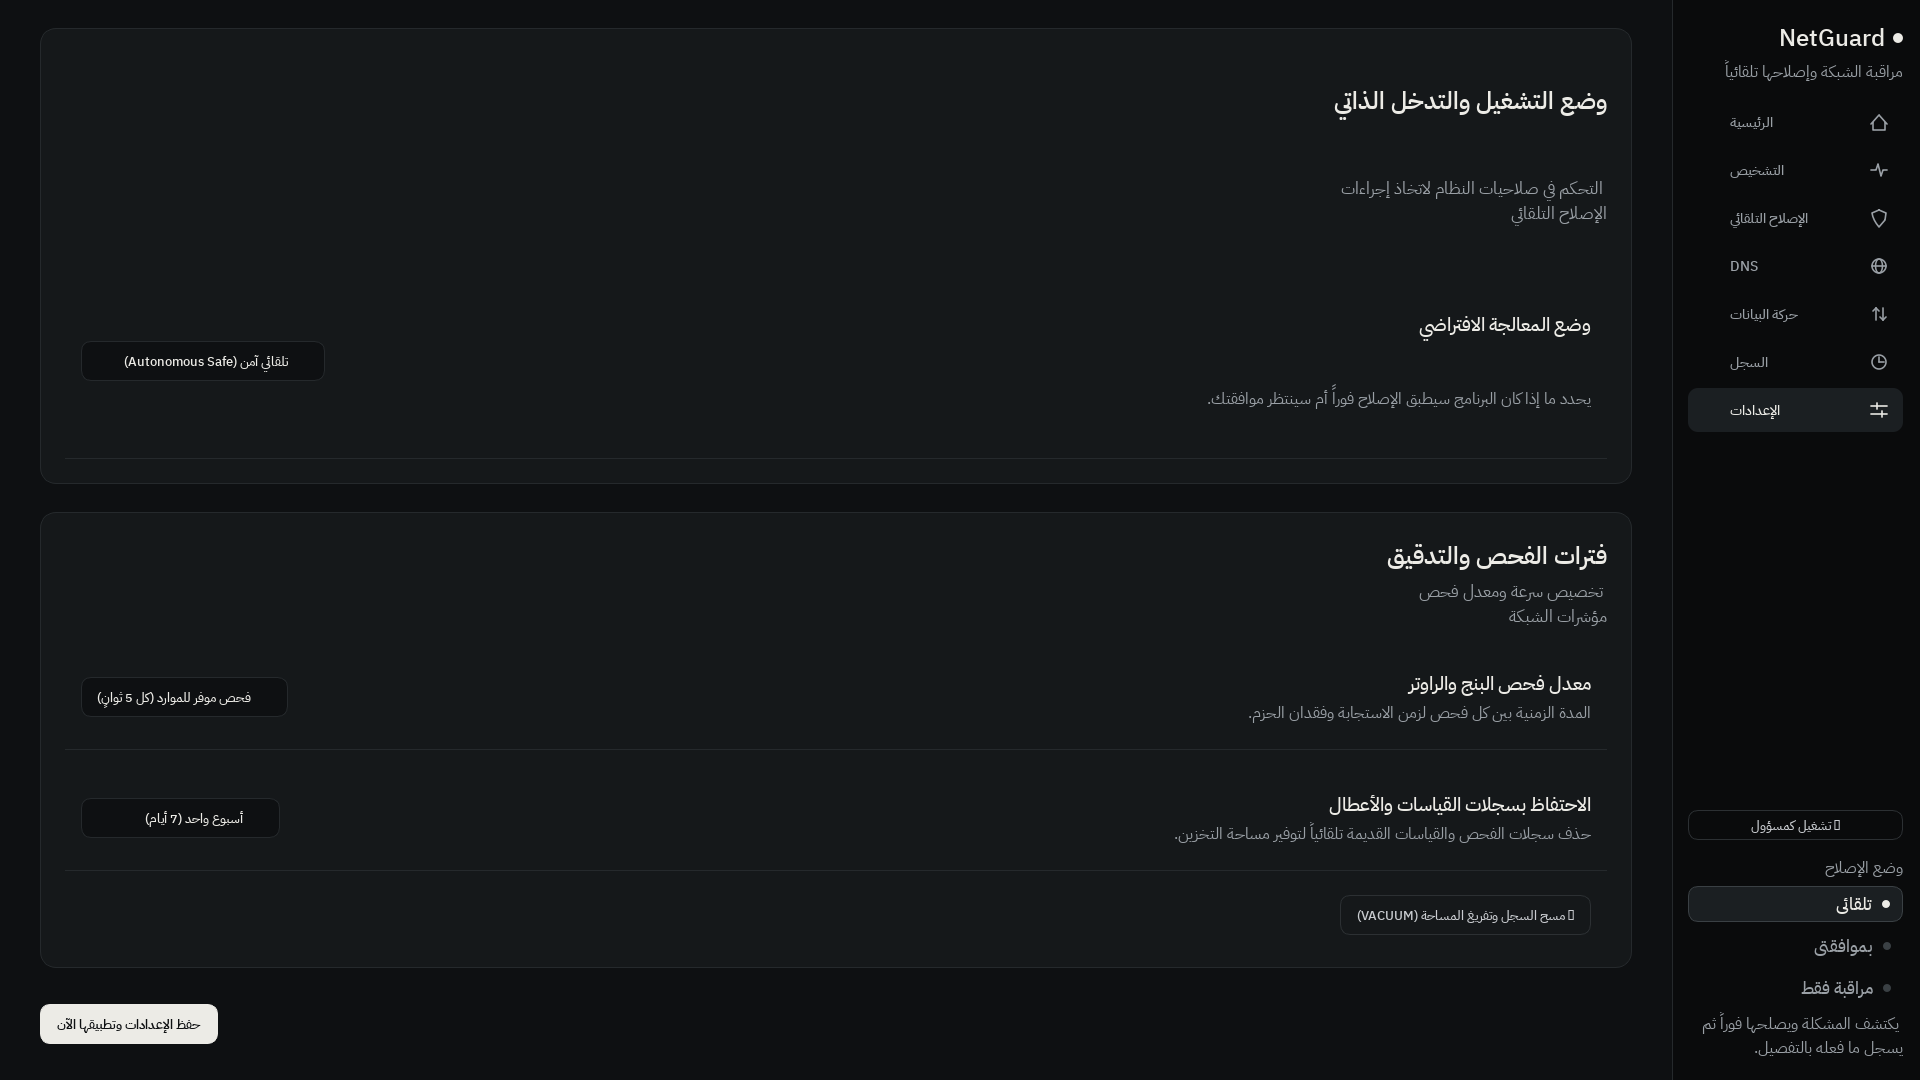 NetGuard
مراقبة الشبكة وإصلاحها تلقائياً
الرئيسية
التشخيص
الإصلاح التلقائي
DNS
حركة البيانات
السجل
الإعدادات
تشغيل كمسؤول
وضع الإصلاح
تلقائي
بموافقتي
مراقبة فقط
يكتشف المشكلة ويصلحها فوراً ثم
يسجل ما فعله بالتفصيل.
وضع التشغيل والتدخل الذاتي
التحكم في صلاحيات النظام لاتخاذ إجراءات
الإصلاح التلقائي
وضع المعالجة الافتراضي
يحدد ما إذا كان البرنامج سيطبق الإصلاح فوراً أم سينتظر موافقتك.
تلقائي آمن (Autonomous Safe)
فترات الفحص والتدقيق
تخصيص سرعة ومعدل فحص
مؤشرات الشبكة
معدل فحص البنج والراوتر
المدة الزمنية بين كل فحص لزمن الاستجابة وفقدان الحزم.
فحص موفر للموارد (كل 5 ثوانٍ)
الاحتفاظ بسجلات القياسات والأعطال
حذف سجلات الفحص والقياسات القديمة تلقائياً لتوفير مساحة التخزين.
أسبوع واحد (7 أيام)
مسح السجل وتفريغ المساحة (VACUUM)
حفظ الإعدادات وتطبيقها الآن